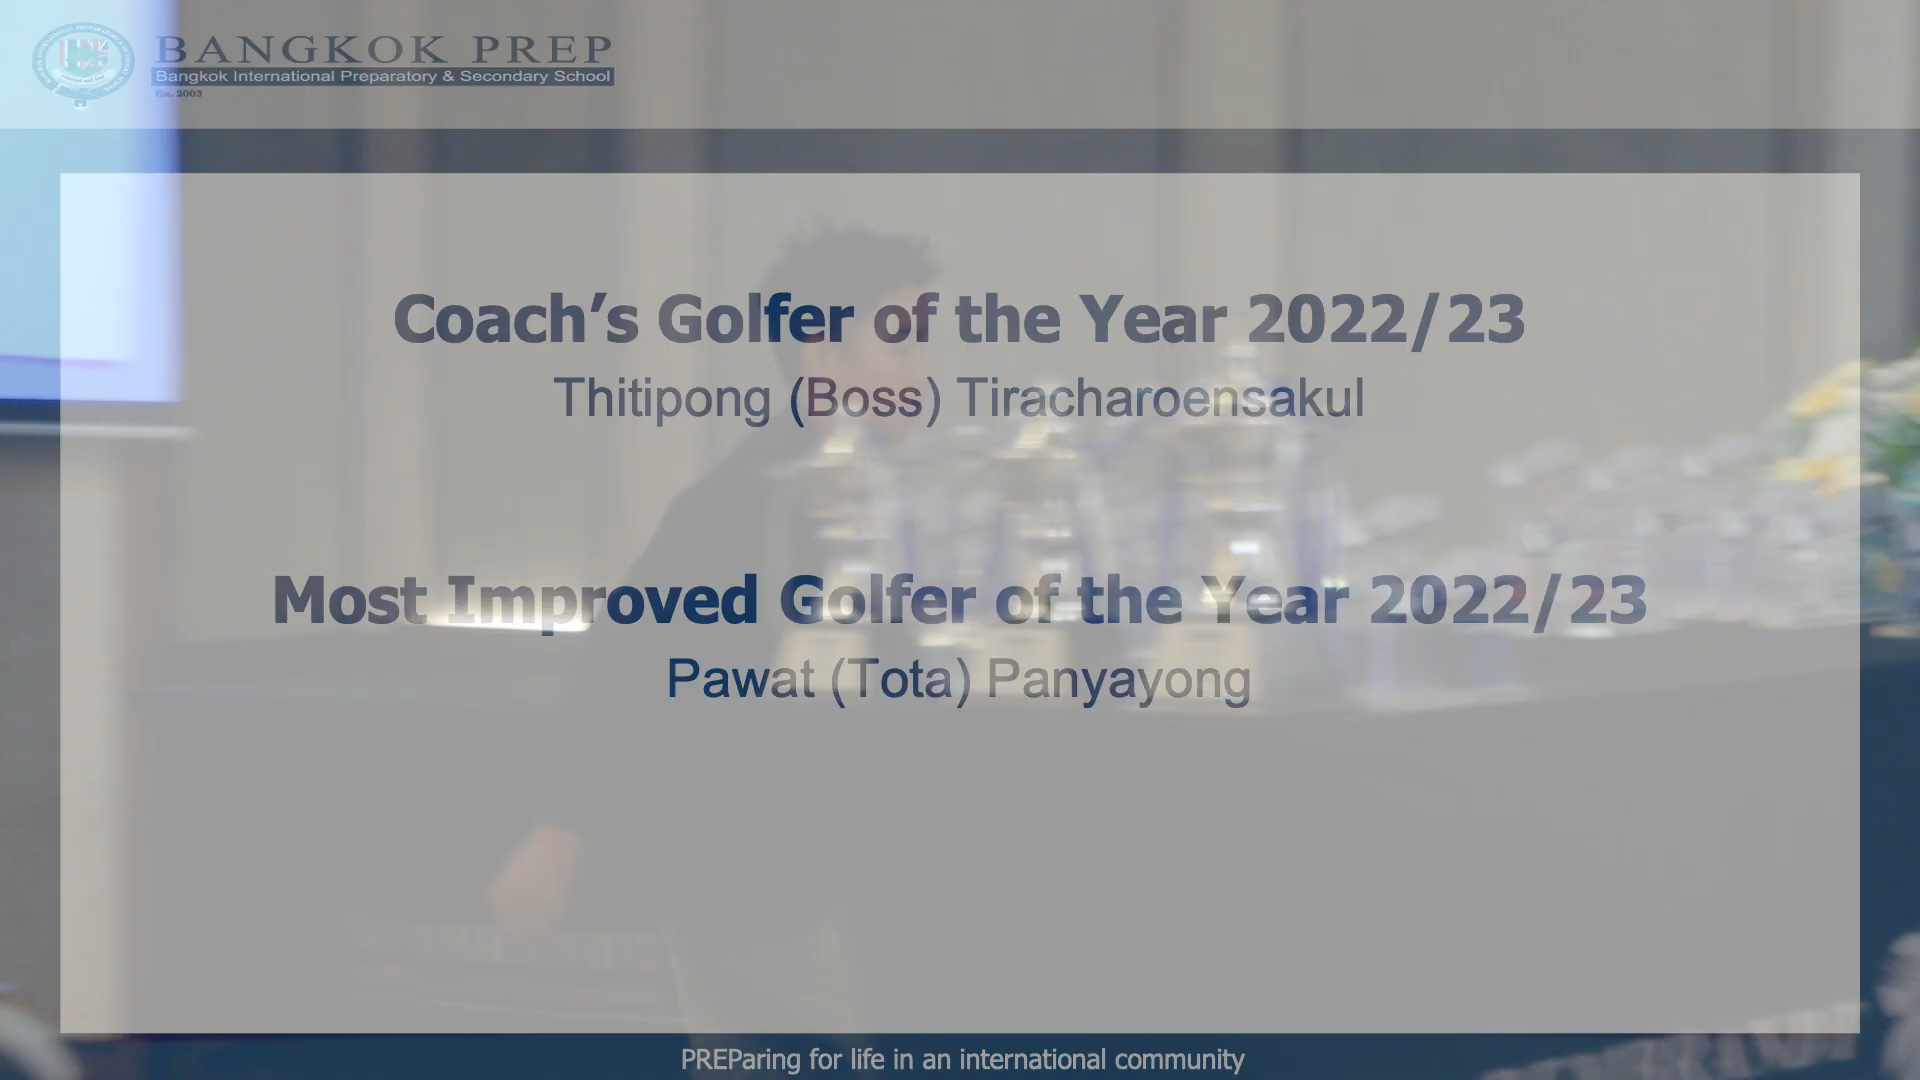 BANGKOK PREP
Bangkok International Preparatory & Secondary School
Est. 2003
Coach’s Golfer of the Year 2022/23
Thitipong (Boss) Tiracharoensakul
Most Improved Golfer of the Year 2022/23
Pawat (Tota) Panyayong
PREParing for life in an international community